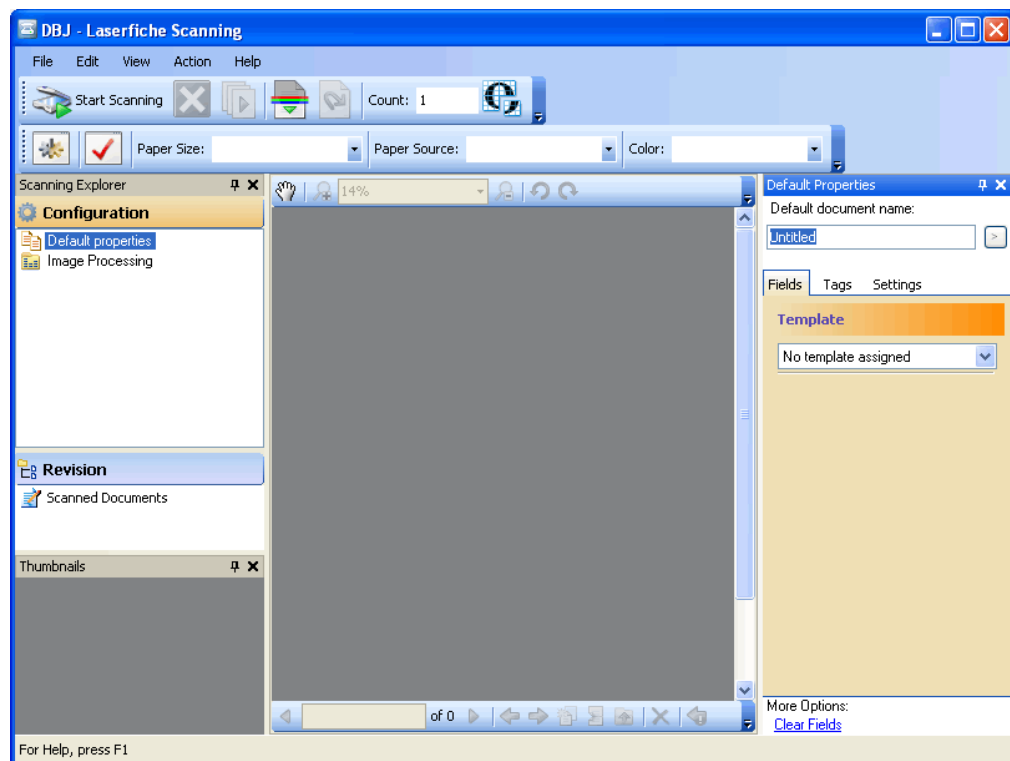 DBJ - Laserfiche Scanning
File Edit View Action Help
Start Scanning Count: 1
Paper Size: Paper Source: Color:
Scanning Explorer
Configuration
Default properties
Image Processing
Revision
Scanned Documents
Thumbnails
14%
of 0
Default Properties
Default document name:
Untitled
>
Fields Tags Settings
Template
No template assigned
More Options:
Clear Fields
For Help, press F1